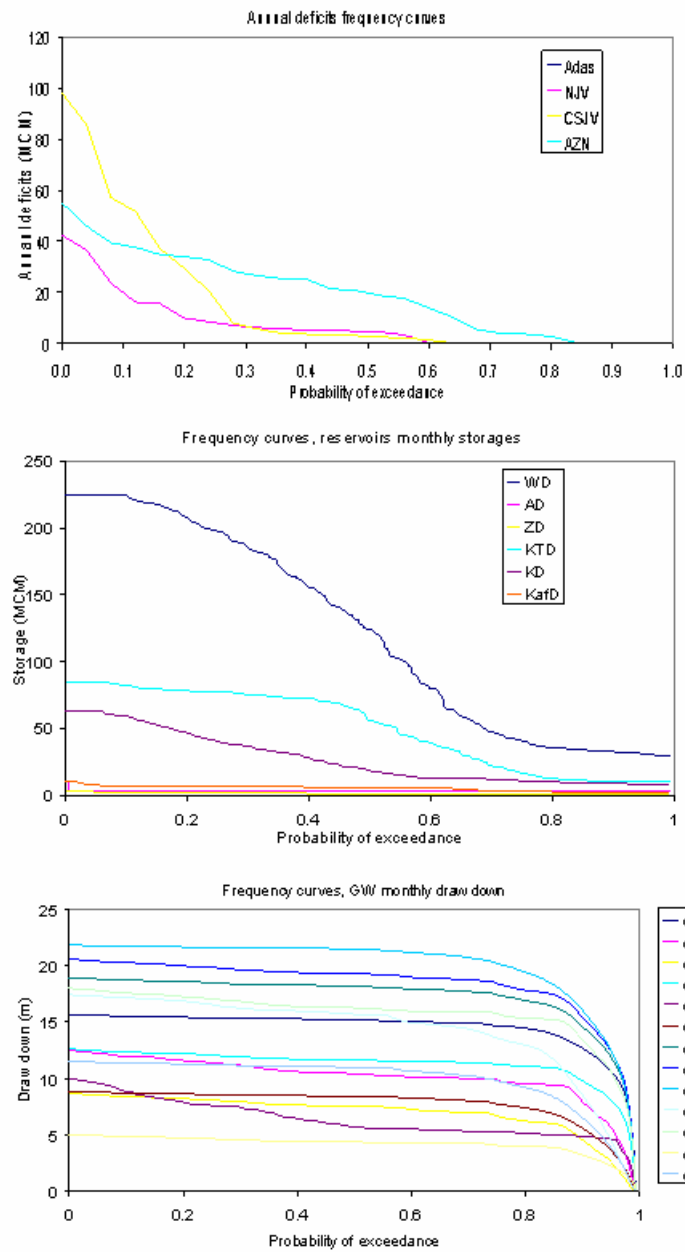 Annual deficits frequency curves
120
100
80
60
40
20
0
Annual deficits (MCM)
Adas
NJV
CSJV
AZN
0.0 0.1 0.2 0.3 0.4 0.5 0.6 0.7 0.8 0.9 1.0
Probability of exceedance
Frequency curves, reservoirs monthly storages
250
200
150
100
50
0
Storage (MCM)
WD
AD
ZD
KTD
KD
KafD
0 0.2 0.4 0.6 0.8 1
Probability of exceedance
Frequency curves, GW monthly draw down
25
20
15
10
5
0
Draw down (m)
0 0.2 0.4 0.6 0.8 1
Probability of exceedance